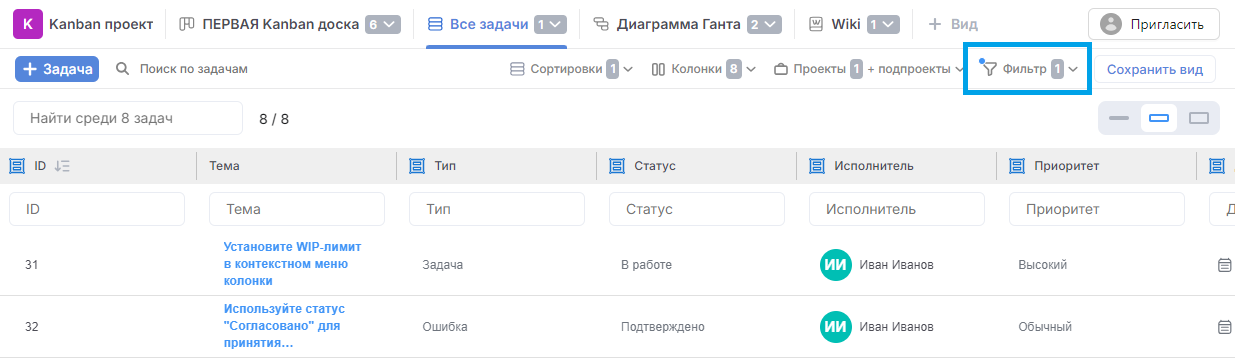 K Kanban проект ПЕРВАЯ Kanban доска 6 Все задачи 1 Диаграмма Ганта 2 Wiki 1 + Вид Пригласить
+ Задача Поиск по задачам Сортировки 1 Колонки 8 Проекты 1 + подпроекты Фильтр 1 Сохранить вид
Найти среди 8 задач 8 / 8
ID Тема Тип Статус Исполнитель Приоритет
ID Тема Тип Статус Исполнитель Приоритет
Установите WIP-лимит
31 в контекстном меню Задача В работе ИИ Иван Иванов Высокий
колонки
Используйте статус
32 "Согласовано" для Ошибка Подтверждено ИИ Иван Иванов Обычный
принятия...